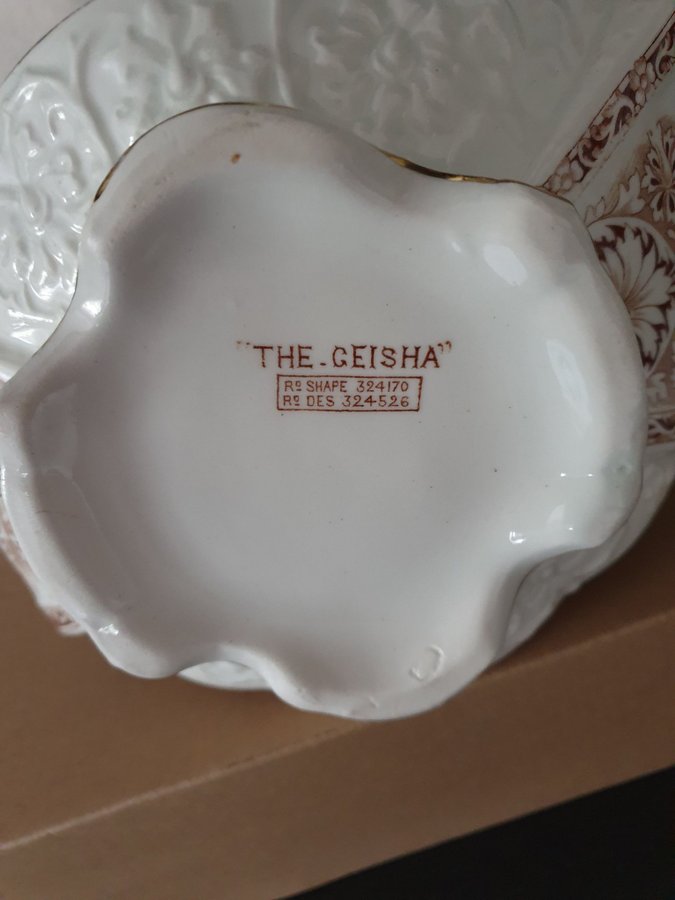 "THE-GEISHA"
Rᴰ SHAPE 324170
Rᴰ DES 324526